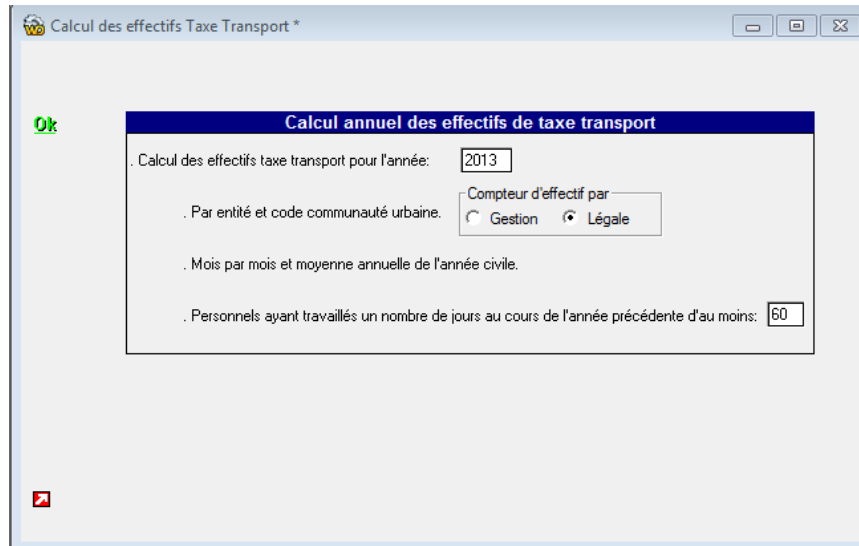 Calcul des effectifs Taxe Transport *
Ok
Calcul annuel des effectifs de taxe transport
. Calcul des effectifs taxe transport pour l'année: 2013
Compteur d'effectif par
. Par entité et code communauté urbaine. Gestion Légale
. Mois par mois et moyenne annuelle de l'année civile.
. Personnels ayant travaillés un nombre de jours au cours de l'année précédente d'au moins: 60